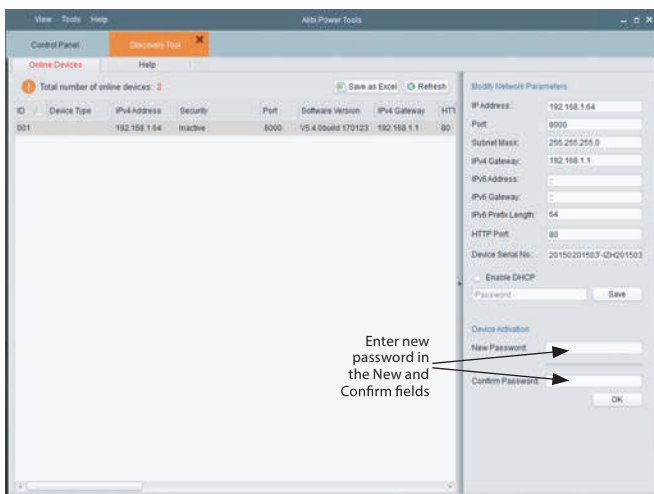 View Tools Help Alibi Power Tools
Control Panel Discovery Tool
Online Devices Help
Total number of online devices: 2 Save as Excel Refresh
ID Device Type IPv4 Address Security Port Software Version IPv4 Gateway HTT
001 192.168.1.64 Inactive 8000 V5.4.0build 170123 192.168.1.1 80
Modify Network Parameters
IP Address: 192.168.1.64
Port: 8000
Subnet Mask: 255.255.255.0
IPv4 Gateway: 192.168.1.1
IPv6 Address: ::
IPv6 Gateway: ::
IPv6 Prefix Length: 64
HTTP Port: 80
Device Serial No.:
Enable DHCP
Password Save
Device Activation
New Password:
Confirm Password:
OK
Enter new
password in
the New and
Confirm fields